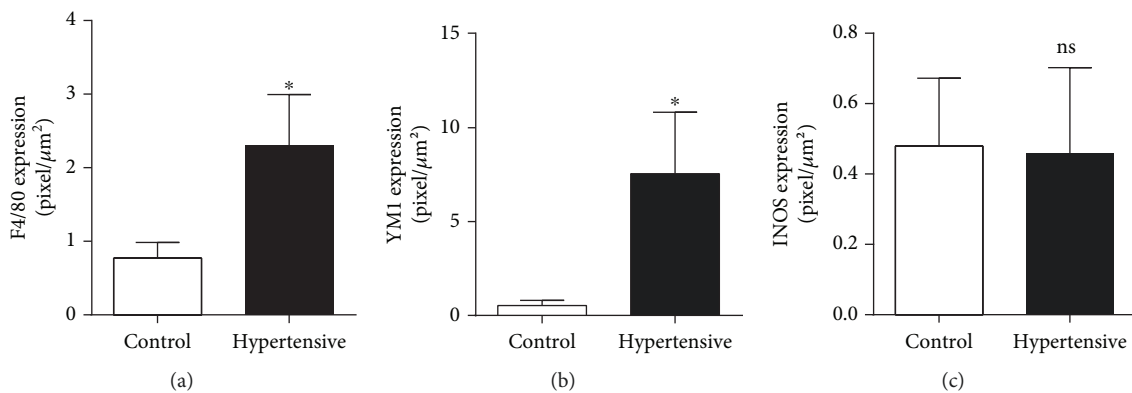 F4/80 expression
(pixel/μm²)
4
3
2
1
0
*
Control
Hypertensive
(a)
YM1 expression
(pixel/μm²)
15
10
5
0
*
Control
Hypertensive
(b)
INOS expression
(pixel/μm²)
0.8
0.6
0.4
0.2
0.0
ns
Control
Hypertensive
(c)